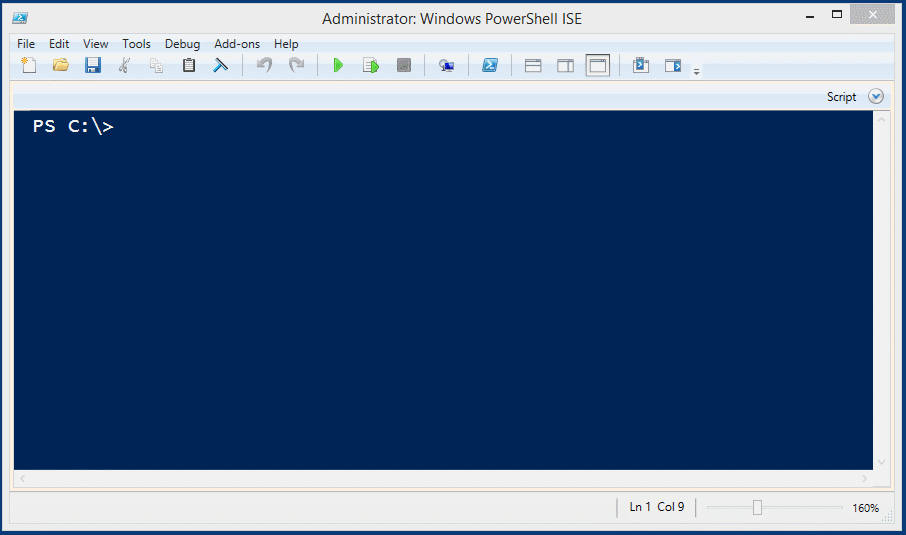 Administrator: Windows PowerShell ISE
File Edit View Tools Debug Add-ons Help
Script
PS C:\>
Ln 1 Col 9 160%